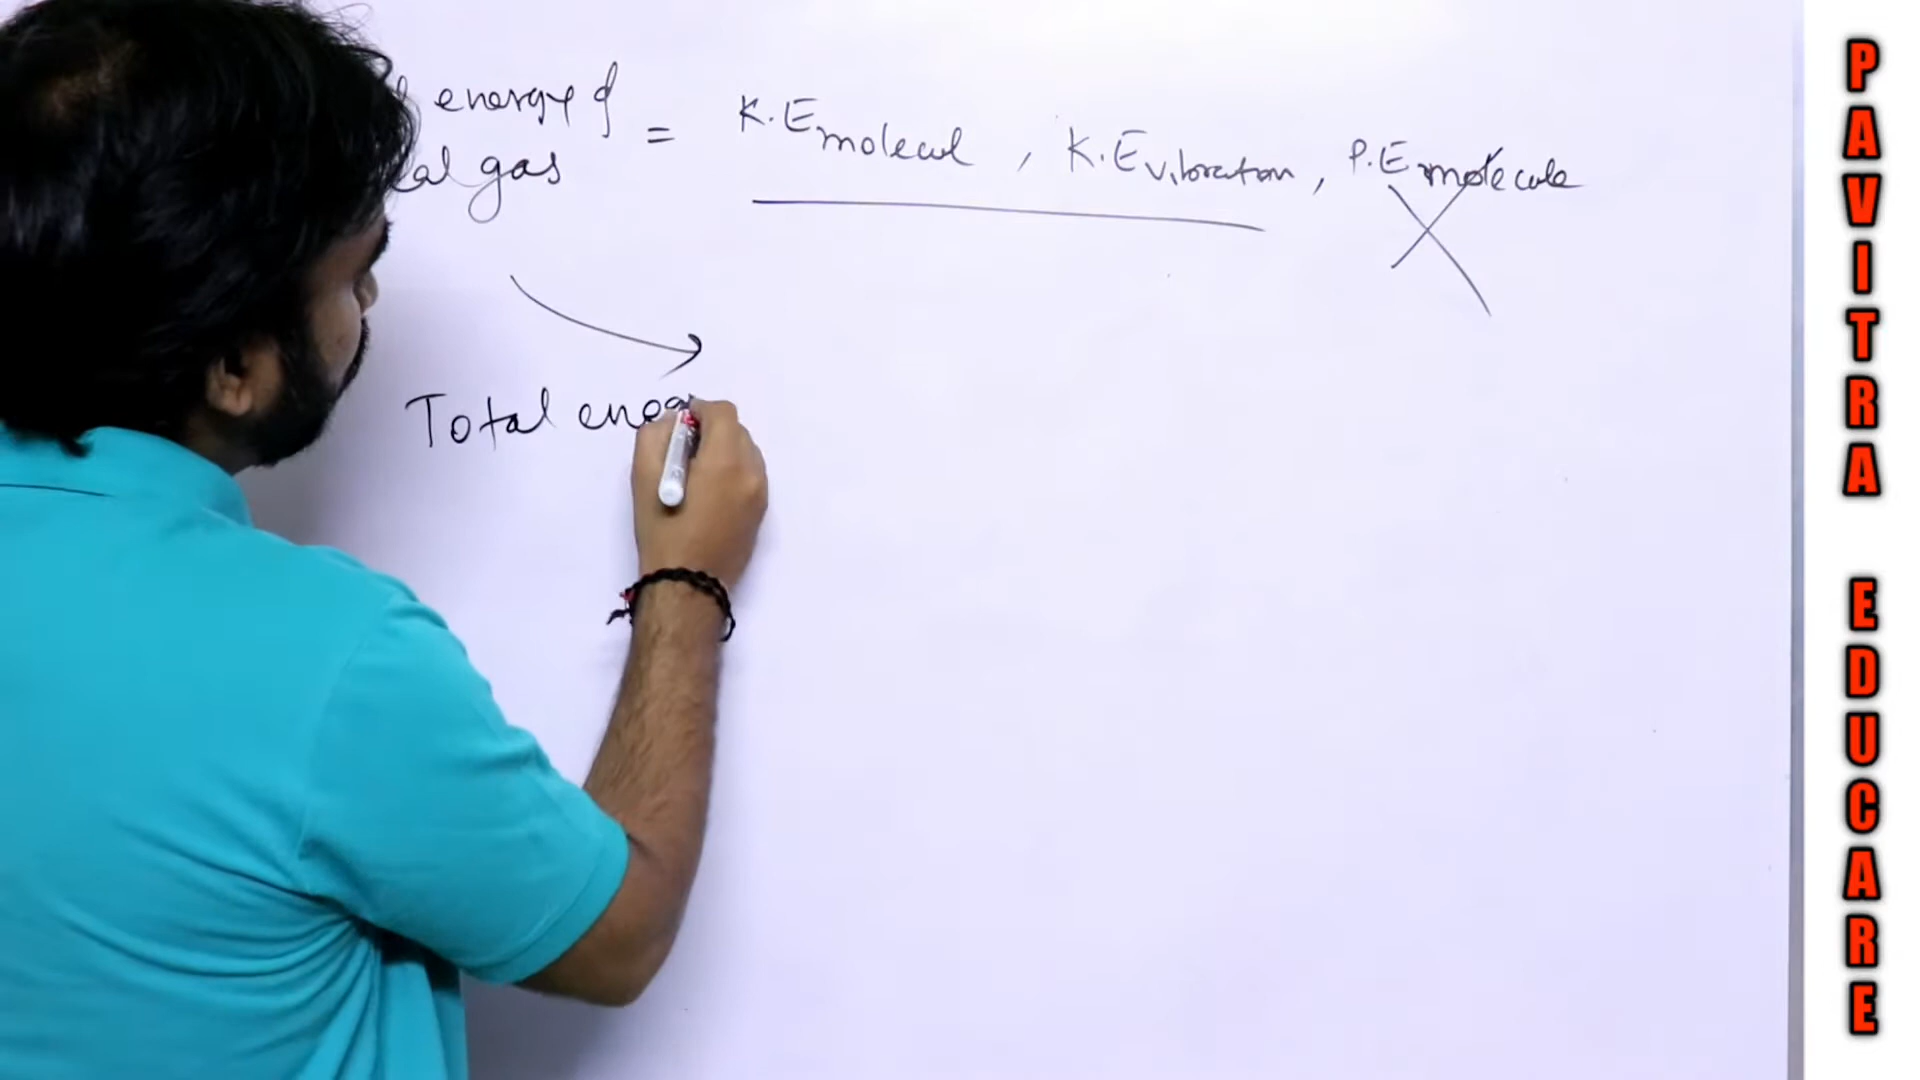 energy of = K.E molecul , K.E vibration , P.E molecule
gas
Total ene
PAVITRA EDUCARE